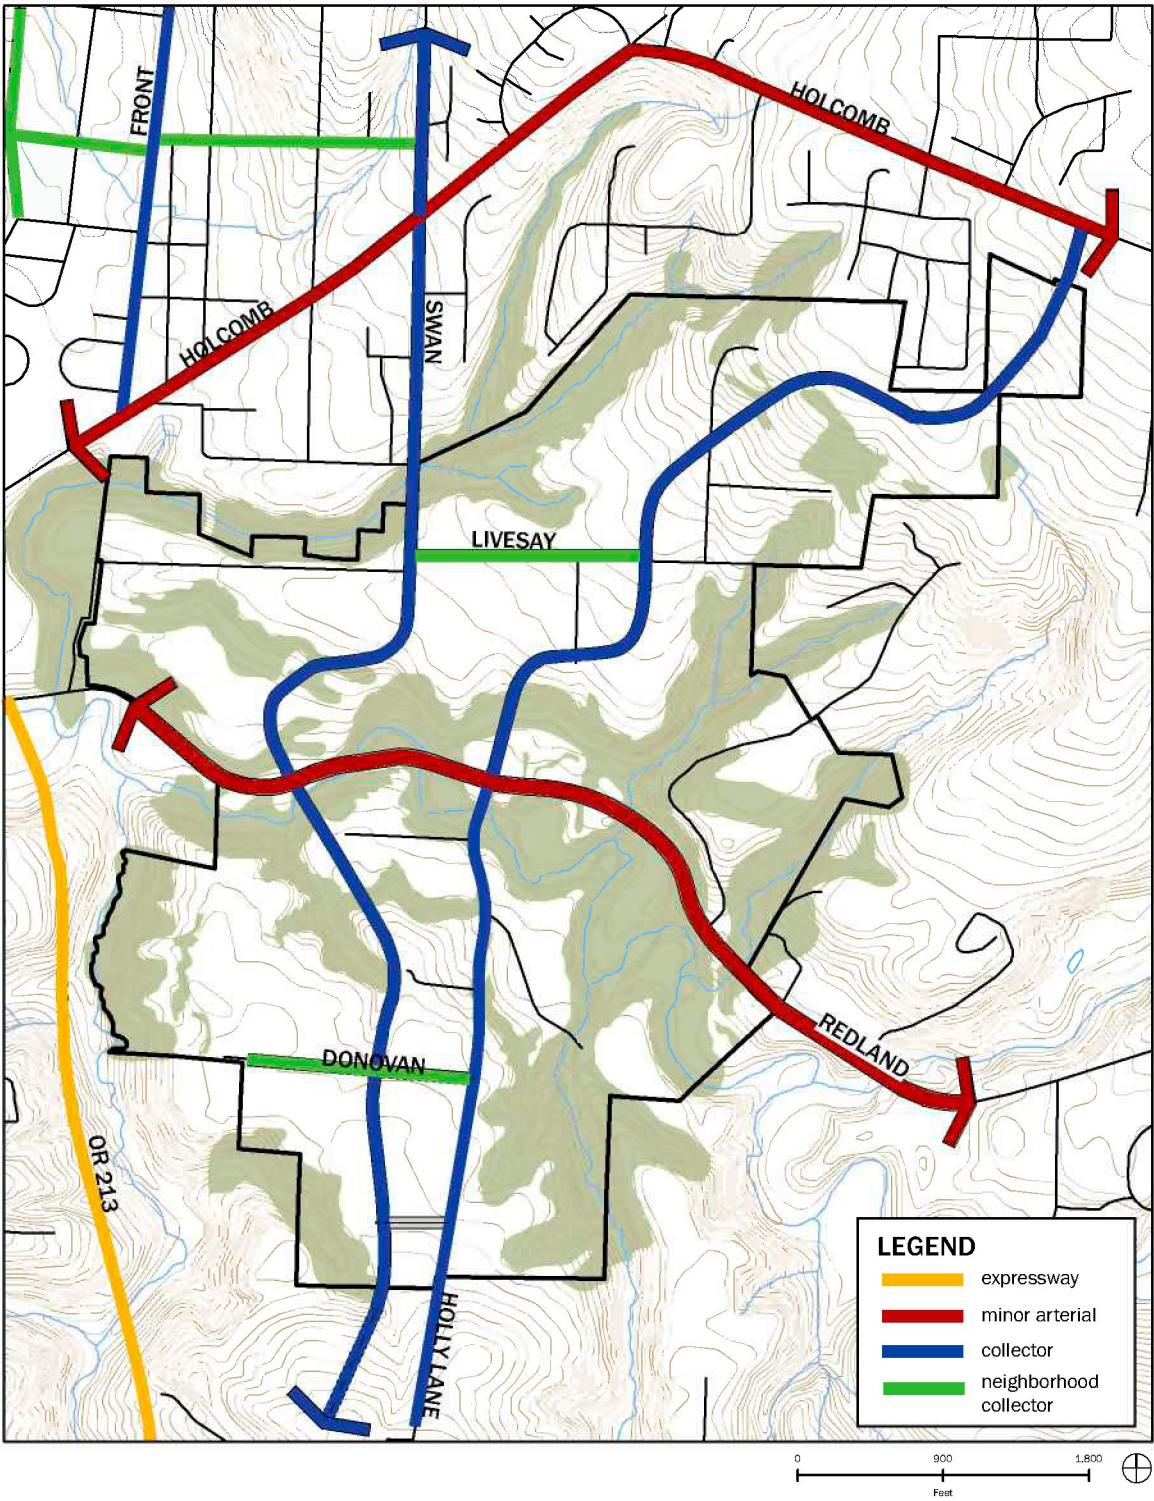 FRONT
HOLCOMB
HOLCOMB
SWAN
LIVESAY
DONOVAN
REDLAND
OR 213
HOLLY LANE
LEGEND
expressway
minor arterial
collector
neighborhood
collector
0 900 1,800
Feet